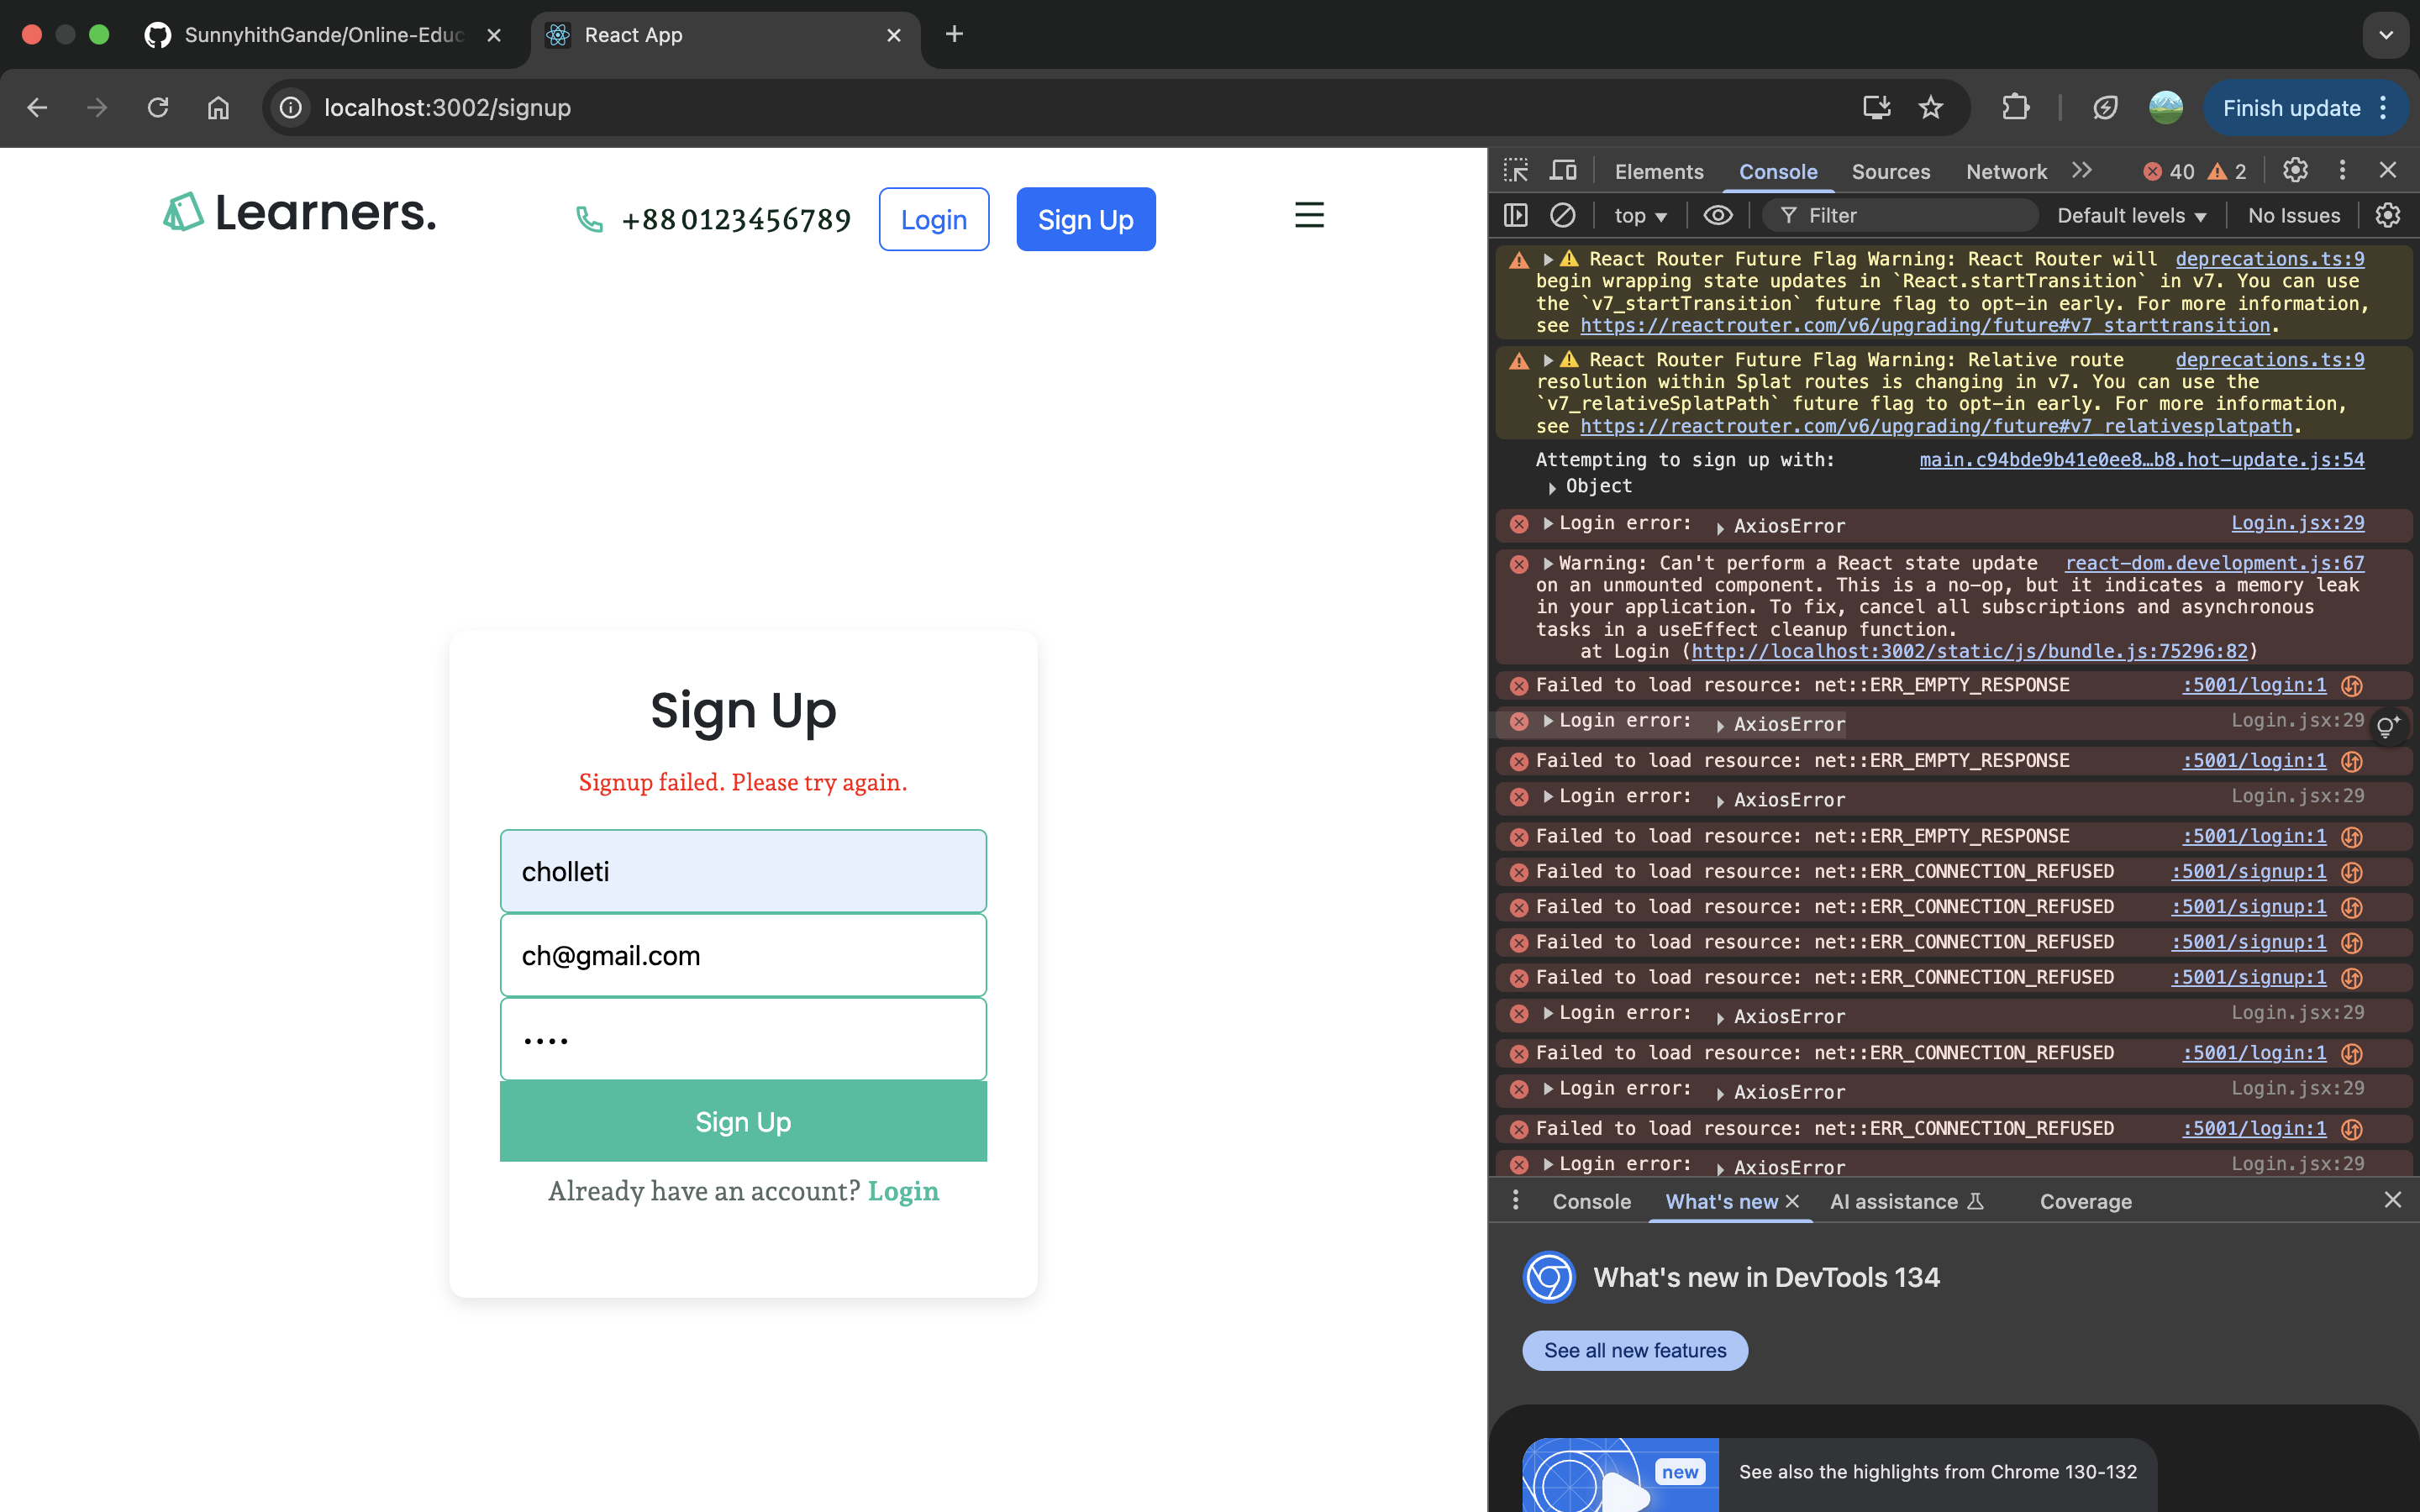 SunnyhithGande/Online-Educ
React App
localhost:3002/signup
Finish update
Learners.
+88 0123456789
Login
Sign Up
Sign Up
Signup failed. Please try again.
cholleti
ch@gmail.com
····
Sign Up
Already have an account? Login
Elements
Console
Sources
Network
40
2
top
Filter
Default levels
No Issues
React Router Future Flag Warning: React Router will deprecations.ts:9
begin wrapping state updates in `React.startTransition` in v7. You can use
the `v7_startTransition` future flag to opt-in early. For more information,
see https://reactrouter.com/v6/upgrading/future#v7_starttransition.
React Router Future Flag Warning: Relative route deprecations.ts:9
resolution within Splat routes is changing in v7. You can use the
`v7_relativeSplatPath` future flag to opt-in early. For more information,
see https://reactrouter.com/v6/upgrading/future#v7_relativesplatpath.
Attempting to sign up with: main.c94bde9b41e0ee8…b8.hot-update.js:54
Object
Login error: AxiosError Login.jsx:29
Warning: Can't perform a React state update react-dom.development.js:67
on an unmounted component. This is a no-op, but it indicates a memory leak
in your application. To fix, cancel all subscriptions and asynchronous
tasks in a useEffect cleanup function.
at Login (http://localhost:3002/static/js/bundle.js:75296:82)
Failed to load resource: net::ERR_EMPTY_RESPONSE :5001/login:1
Login error: AxiosError Login.jsx:29
Failed to load resource: net::ERR_EMPTY_RESPONSE :5001/login:1
Login error: AxiosError Login.jsx:29
Failed to load resource: net::ERR_EMPTY_RESPONSE :5001/login:1
Failed to load resource: net::ERR_CONNECTION_REFUSED :5001/signup:1
Failed to load resource: net::ERR_CONNECTION_REFUSED :5001/signup:1
Failed to load resource: net::ERR_CONNECTION_REFUSED :5001/signup:1
Failed to load resource: net::ERR_CONNECTION_REFUSED :5001/signup:1
Login error: AxiosError Login.jsx:29
Failed to load resource: net::ERR_CONNECTION_REFUSED :5001/login:1
Login error: AxiosError Login.jsx:29
Failed to load resource: net::ERR_CONNECTION_REFUSED :5001/login:1
Login error: AxiosError Login.jsx:29
Console
What's new
AI assistance
Coverage
What's new in DevTools 134
See all new features
new
See also the highlights from Chrome 130-132